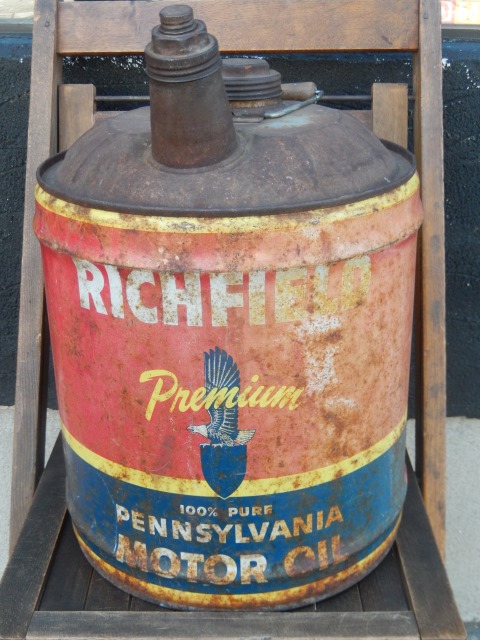 RICHFIELD
Premium
100% PURE
PENNSYLVANIA
MOTOR OIL